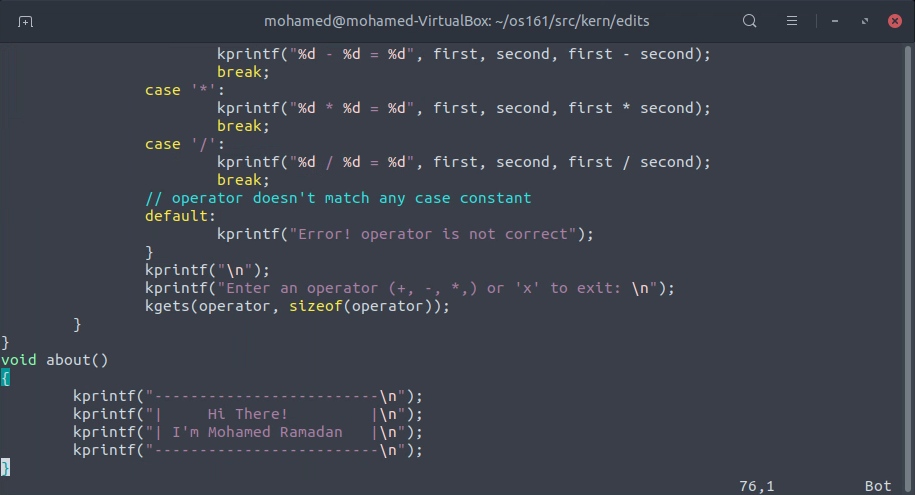 mohamed@mohamed-VirtualBox: ~/os161/src/kern/edits
kprintf("%d - %d = %d", first, second, first - second);
break;
case '*':
kprintf("%d * %d = %d", first, second, first * second);
break;
case '/':
kprintf("%d / %d = %d", first, second, first / second);
break;
// operator doesn't match any case constant
default:
kprintf("Error! operator is not correct");
}
kprintf("\n");
kprintf("Enter an operator (+, -, *,) or 'x' to exit: \n");
kgets(operator, sizeof(operator));
}
}
void about()
{
kprintf("-------------------------\n");
kprintf("|     Hi There!         |\n");
kprintf("| I'm Mohamed Ramadan   |\n");
kprintf("-------------------------\n");
}
76,1 Bot